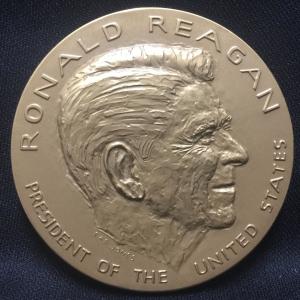 RONALD REAGAN
PRESIDENT OF THE UNITED STATES